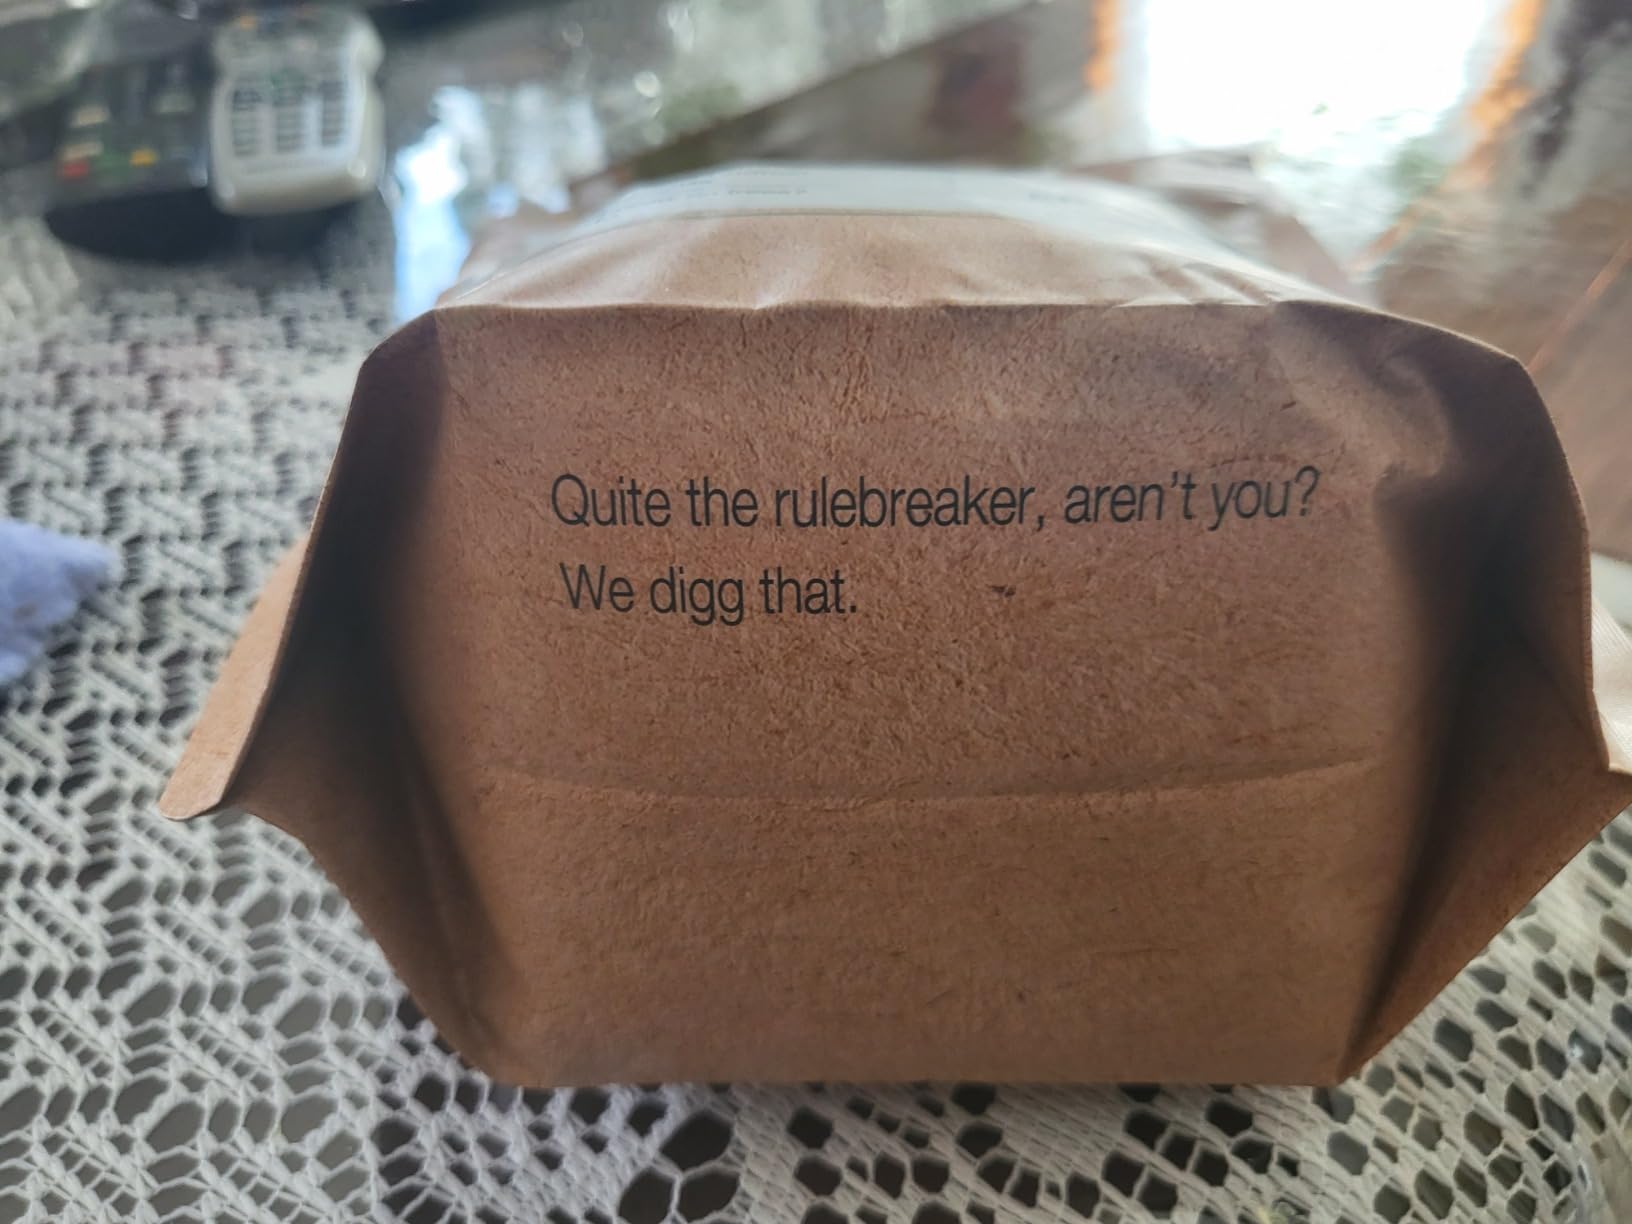 Quite the rulebreaker, aren't you?
We digg that.